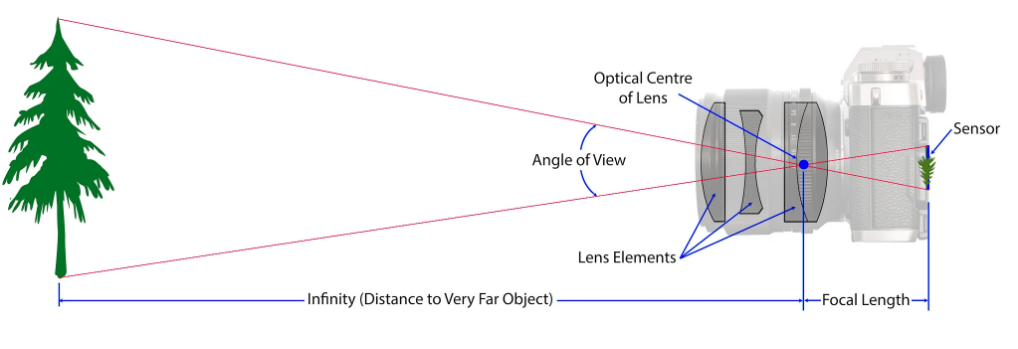 Optical Centre
of Lens
Sensor
Angle of View
Lens Elements
Infinity (Distance to Very Far Object)
Focal Length